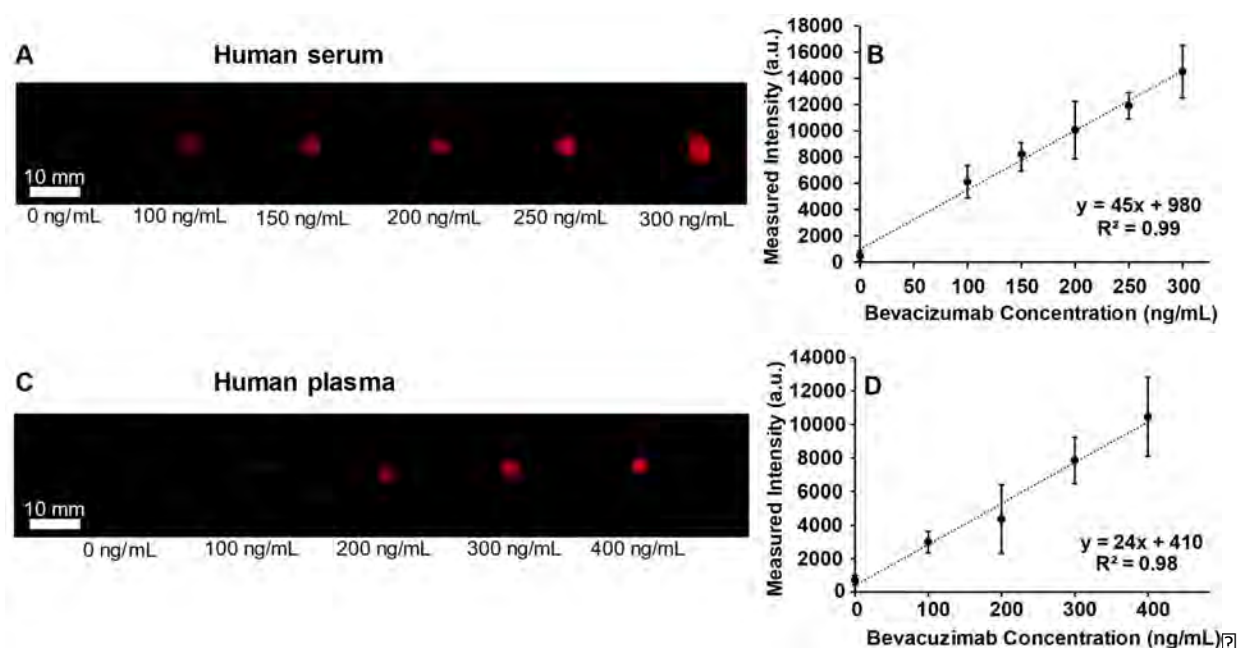 A Human serum
10 mm
0 ng/mL 100 ng/mL 150 ng/mL 200 ng/mL 250 ng/mL 300 ng/mL
B
Measured Intensity (a.u.)
18000
16000
14000
12000
10000
8000
6000
4000
2000
0
y = 45x + 980
R² = 0.99
0 50 100 150 200 250 300
Bevacizumab Concentration (ng/mL)
C Human plasma
10 mm
0 ng/mL 100 ng/mL 200 ng/mL 300 ng/mL 400 ng/mL
D
Measured Intensity (a.u.)
14000
12000
10000
8000
6000
4000
2000
0
y = 24x + 410
R² = 0.98
0 100 200 300 400
Bevacuzimab Concentration (ng/mL)